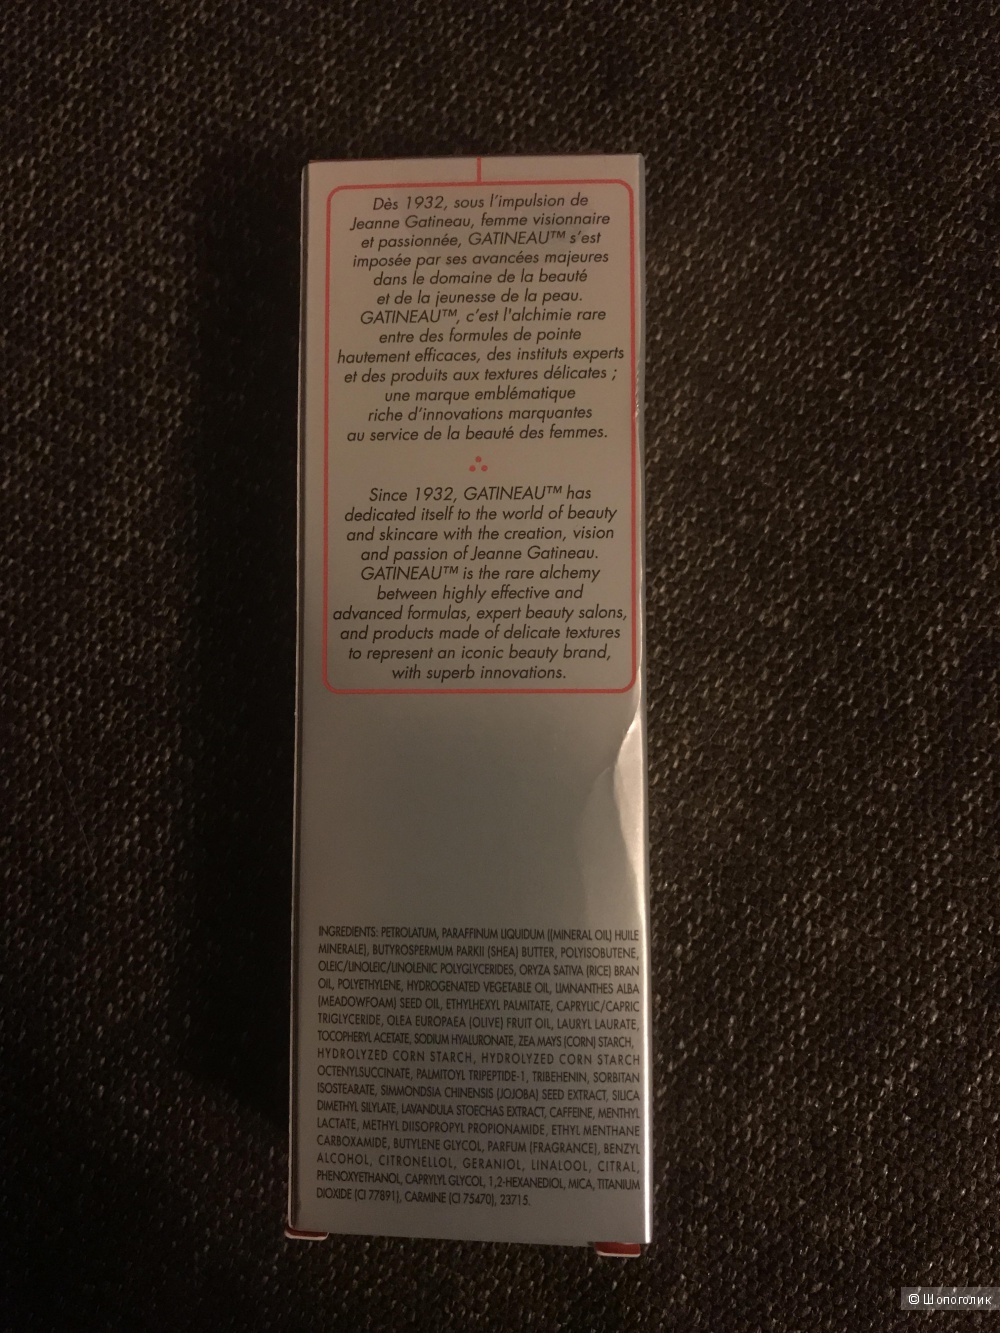 Dès 1932, sous l'impulsion de
Jeanne Gatineau, femme visionnaire
et passionnée, GATINEAU™ s'est
imposée par ses avancées majeures
dans le domaine de la beauté
et de la jeunesse de la peau.
GATINEAU™, c'est l'alchimie rare
entre des formules de pointe
hautement efficaces, des instituts experts
et des produits aux textures délicates ;
une marque emblématique
riche d'innovations marquantes
au service de la beauté des femmes.
Since 1932, GATINEAU™ has
dedicated itself to the world of beauty
and skincare with the creation, vision
and passion of Jeanne Gatineau.
GATINEAU™ is the rare alchemy
between highly effective and
advanced formulas, expert beauty salons,
and products made of delicate textures
to represent an iconic beauty brand,
with superb innovations.
INGREDIENTS: PETROLATUM, PARAFFINUM LIQUIDUM [(MINERAL OIL) HUILE
MINERALE], BUTYROSPERMUM PARKII (SHEA) BUTTER, POLYISOBUTENE,
OLEIC/LINOLEIC/LINOLENIC POLYGLYCERIDES, ORYZA SATIVA (RICE) BRAN
OIL, POLYETHYLENE, HYDROGENATED VEGETABLE OIL, LIMNANTHES ALBA
(MEADOWFOAM) SEED OIL, ETHYLHEXYL PALMITATE, CAPRYLIC/CAPRIC
TRIGLYCERIDE, OLEA EUROPAEA (OLIVE) FRUIT OIL, LAURYL LAURATE,
TOCOPHERYL ACETATE, SODIUM HYALURONATE, ZEA MAYS (CORN) STARCH,
HYDROLYZED CORN STARCH, HYDROLYZED CORN STARCH
OCTENYLSUCCINATE, PALMITOYL TRIPEPTIDE-1, TRIBEHENIN, SORBITAN
ISOSTEARATE, SIMMONDSIA CHINENSIS (JOJOBA) SEED EXTRACT, SILICA
DIMETHYL SILYLATE, LAVANDULA STOECHAS EXTRACT, CAFFEINE, MENTHYL
LACTATE, METHYL DIISOPROPYL PROPIONAMIDE, ETHYL MENTHANE
CARBOXAMIDE, BUTYLENE GLYCOL, PARFUM (FRAGRANCE), BENZYL
ALCOHOL, CITRONELLOL, GERANIOL, LINALOOL, CITRAL,
PHENOXYETHANOL, CAPRYLYL GLYCOL, 1,2-HEXANEDIOL, MICA, TITANIUM
DIOXIDE (CI 77891), CARMINE (CI 75470), 23715.
© Шопоголик